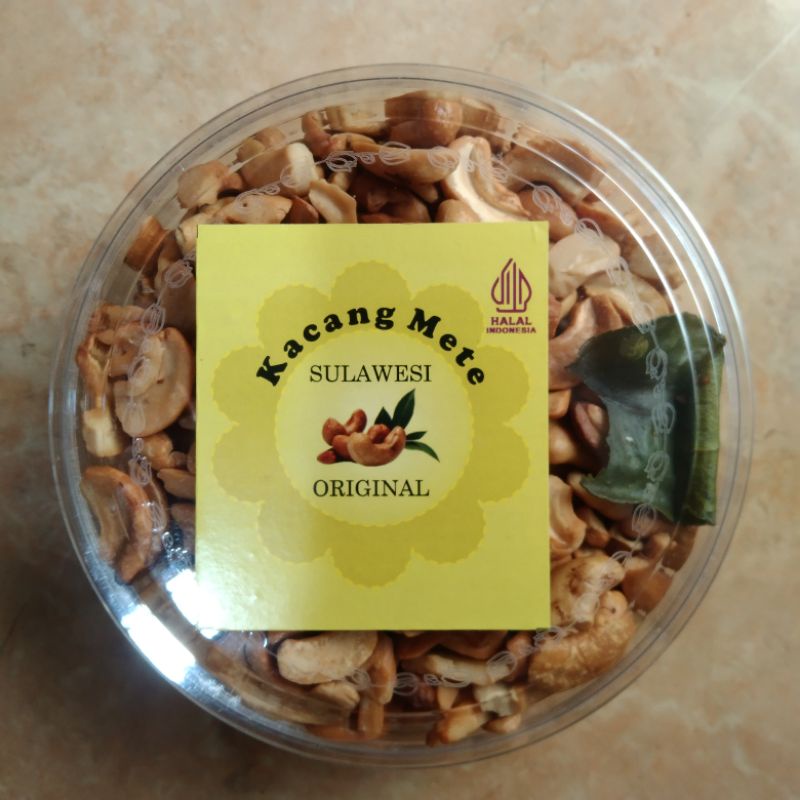 HALAL
INDONESIA
Kacang Mete
SULAWESI
ORIGINAL